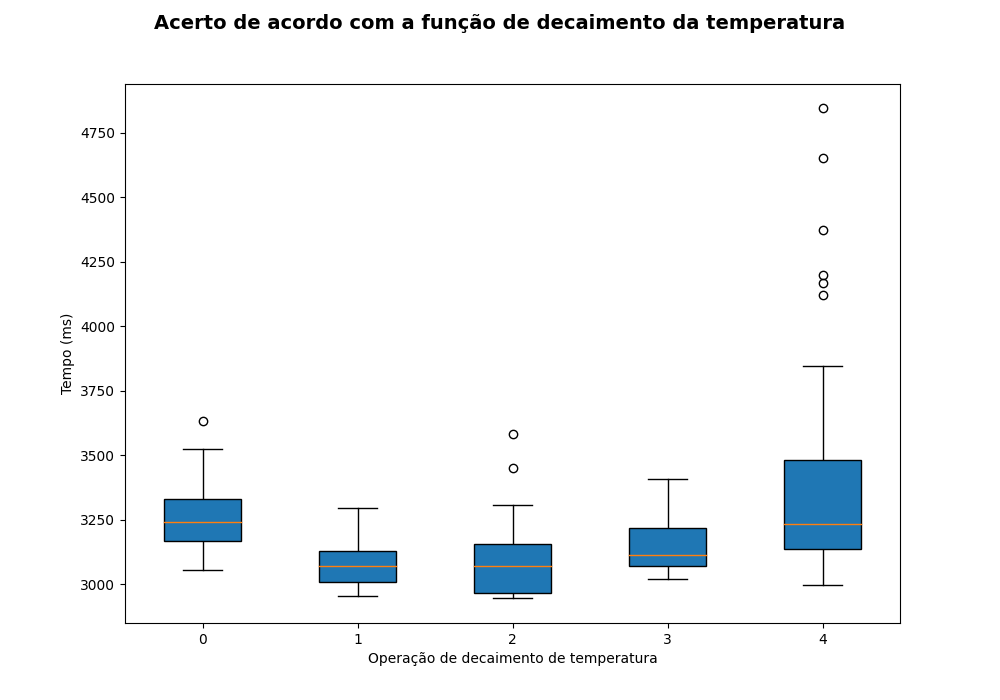 Acerto de acordo com a função de decaimento da temperatura
4750
4500
4250
4000
3750
3500
3250
3000
Tempo (ms)
0 1 2 3 4
Operação de decaimento de temperatura